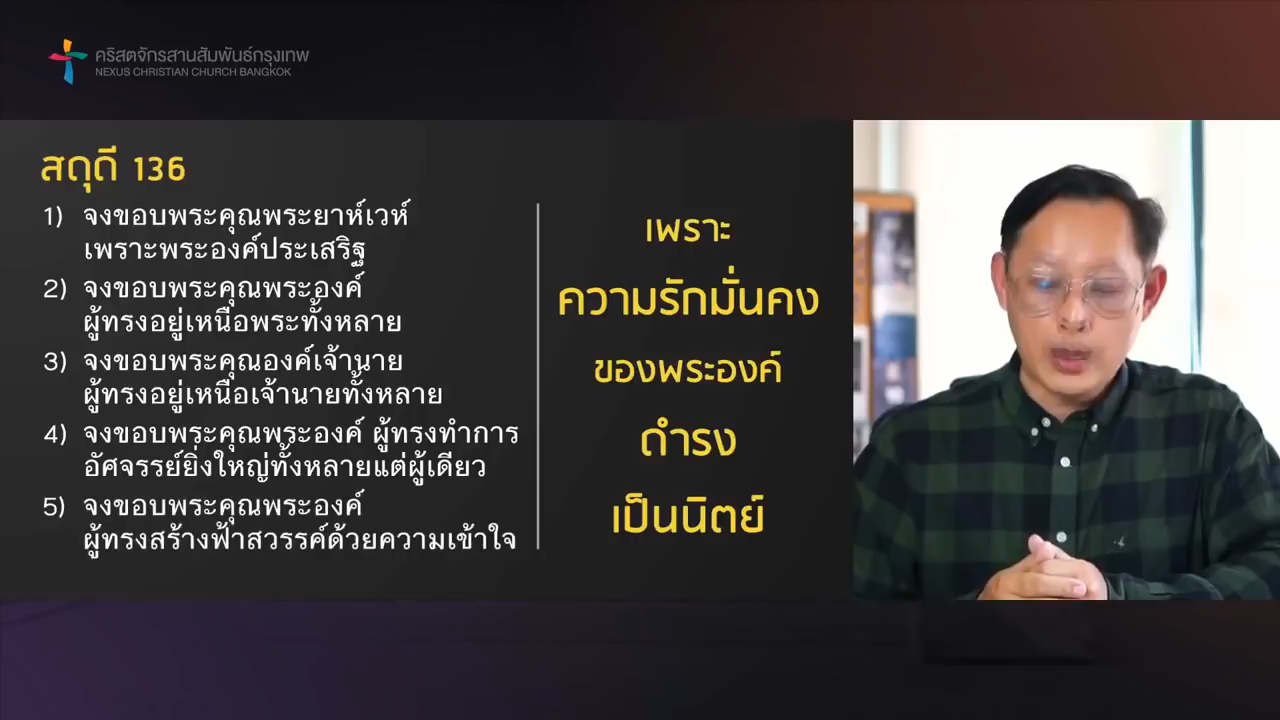 คริสตจักรสานสัมพันธ์กรุงเทพ
NEXUS CHRISTIAN CHURCH BANGKOK
สดุดี 136
1) จงขอบพระคุณพระยาห์เวห์
เพราะพระองค์ประเสริฐ
2) จงขอบพระคุณพระองค์
ผู้ทรงอยู่เหนือพระทั้งหลาย
3) จงขอบพระคุณองค์เจ้านาย
ผู้ทรงอยู่เหนือเจ้านายทั้งหลาย
4) จงขอบพระคุณพระองค์ ผู้ทรงทำการ
อัศจรรย์ยิ่งใหญ่ทั้งหลายแต่ผู้เดียว
5) จงขอบพระคุณพระองค์
ผู้ทรงสร้างฟ้าสวรรค์ด้วยความเข้าใจ
เพราะ
ความรักมั่นคง
ของพระองค์
ดำรง
เป็นนิตย์